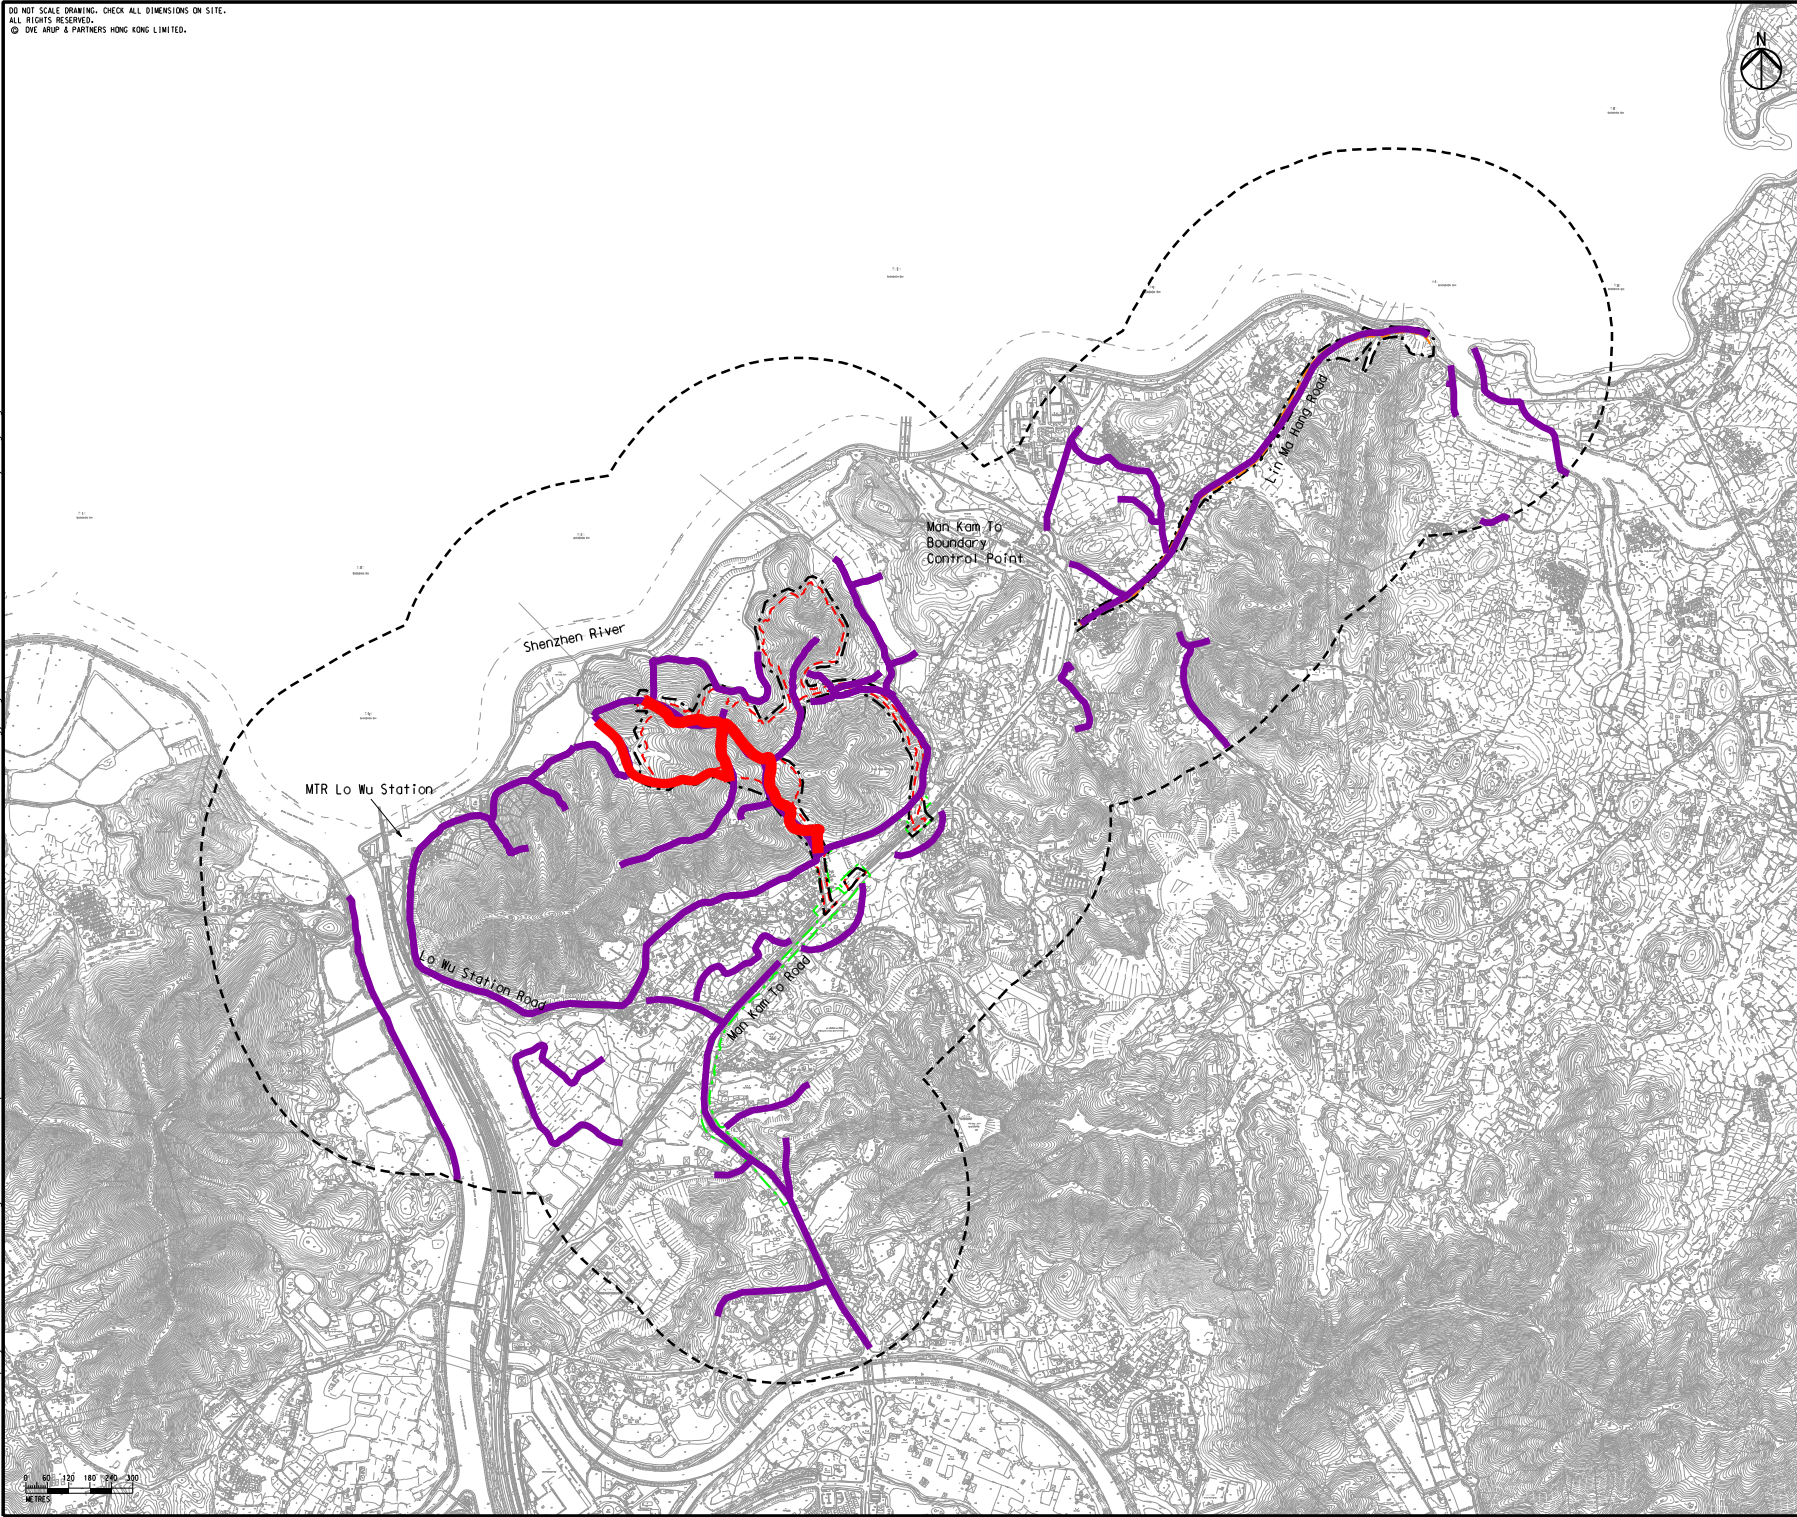 DO NOT SCALE DRAWING. CHECK ALL DIMENSIONS ON SITE.
ALL RIGHTS RESERVED.
© OVE ARUP & PARTNERS HONG KONG LIMITED.
N
Lin Ma Hang Road
Man Kam To
Boundary
Control Point
Shenzhen River
MTR Lo Wu Station
Lo Wu Station Road
Man Kam To Road
0 60 120 180 240 300
METRES